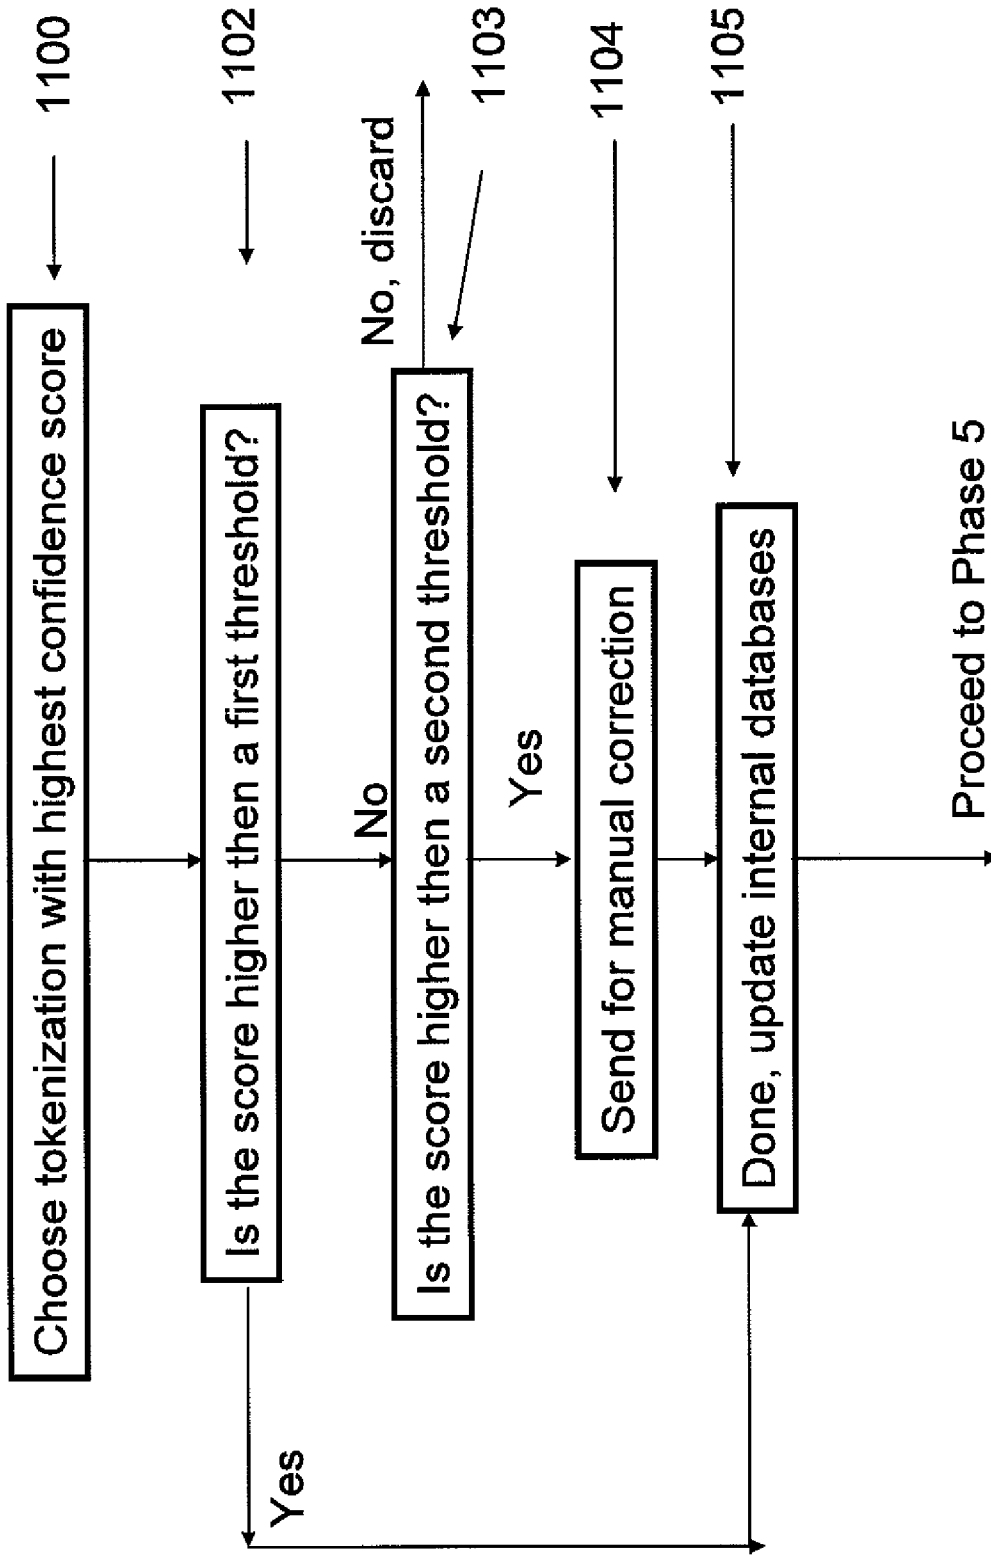 Choose tokenization with highest confidence score
1100
Is the score higher then a first threshold?
1102
Yes
No
No, discard
Is the score higher then a second threshold?
1103
Yes
Send for manual correction
1104
Done, update internal databases
1105
Proceed to Phase 5